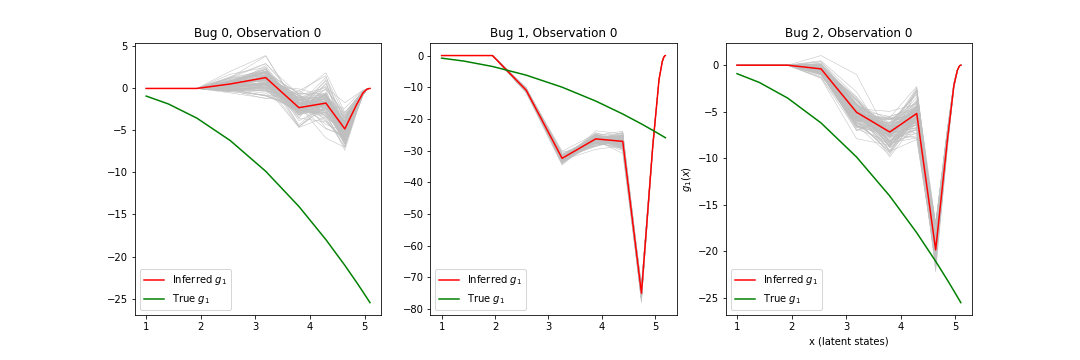 Bug 0, Observation 0
5
0
−5
−10
−15
−20
−25
1 2 3 4 5
Inferred g₁
True g₁
Bug 1, Observation 0
0
−10
−20
−30
−40
−50
−60
−70
−80
1 2 3 4 5
Inferred g₁
True g₁
Bug 2, Observation 0
g₁(x)
0
−5
−10
−15
−20
−25
1 2 3 4 5
x (latent states)
Inferred g₁
True g₁